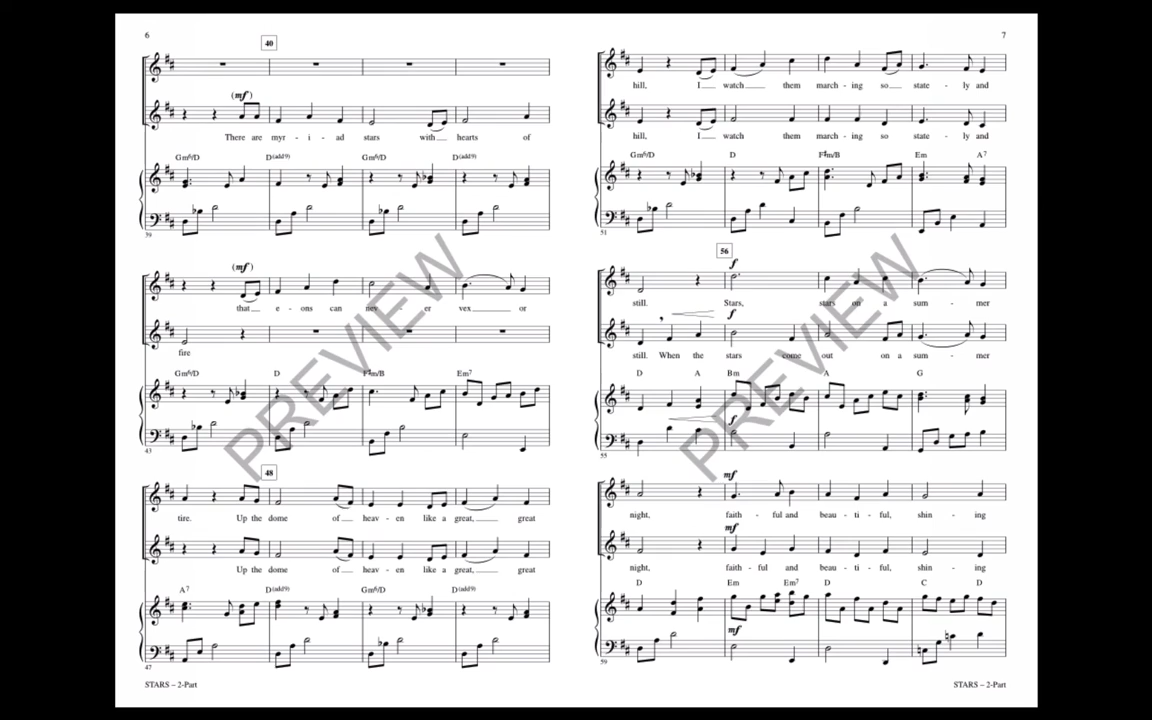 6
40
(mf)
There are myr - i - ad stars with hearts of
Gm6/D D(add9) Gm6/D D(add9)
39
(mf)
that e - ons can nev - er vex or
fire
Gm6/D D F#m/B Em7
43
48
tire. Up the dome of heav - en like a great, great
Up the dome of heav - en like a great, great
A7 D(add9) Gm6/D D(add9)
47
STARS – 2-Part
7
hill, I watch them march - ing so state - ly and
hill, I watch them march - ing so state - ly and
Gm6/D D F#m/B Em A7
51
56
f
still. Stars, stars on a sum - mer
f
still. When the stars come out on a sum - mer
D A Bm A G
f
55
mf
night, faith - ful and beau - ti - ful, shin - ing
mf
night, faith - ful and beau - ti - ful, shin - ing
D Em Em7 D C D
mf
59
STARS – 2-Part
PREVIEW
PREVIEW